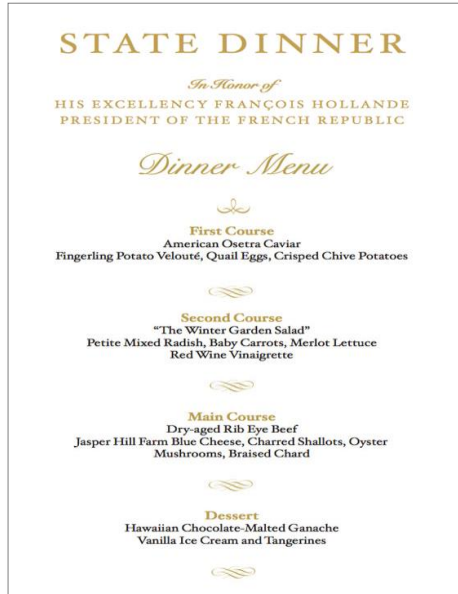 STATE DINNER
In Honor of
HIS EXCELLENCY FRANÇOIS HOLLANDE
PRESIDENT OF THE FRENCH REPUBLIC
Dinner Menu
First Course
American Osetra Caviar
Fingerling Potato Velouté, Quail Eggs, Crisped Chive Potatoes
Second Course
“The Winter Garden Salad”
Petite Mixed Radish, Baby Carrots, Merlot Lettuce
Red Wine Vinaigrette
Main Course
Dry-aged Rib Eye Beef
Jasper Hill Farm Blue Cheese, Charred Shallots, Oyster
Mushrooms, Braised Chard
Dessert
Hawaiian Chocolate-Malted Ganache
Vanilla Ice Cream and Tangerines